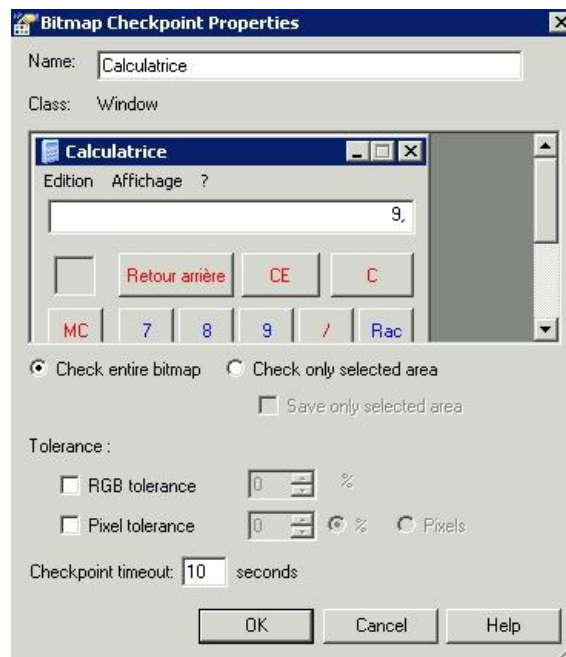 Bitmap Checkpoint Properties
Name: Calculatrice
Class: Window
Calculatrice
Edition Affichage ?
9,
Retour arrière CE C
MC 7 8 9 / Rac
Check entire bitmap Check only selected area
Save only selected area
Tolerance :
RGB tolerance 0 %
Pixel tolerance 0 % Pixels
Checkpoint timeout: 10 seconds
OK Cancel Help